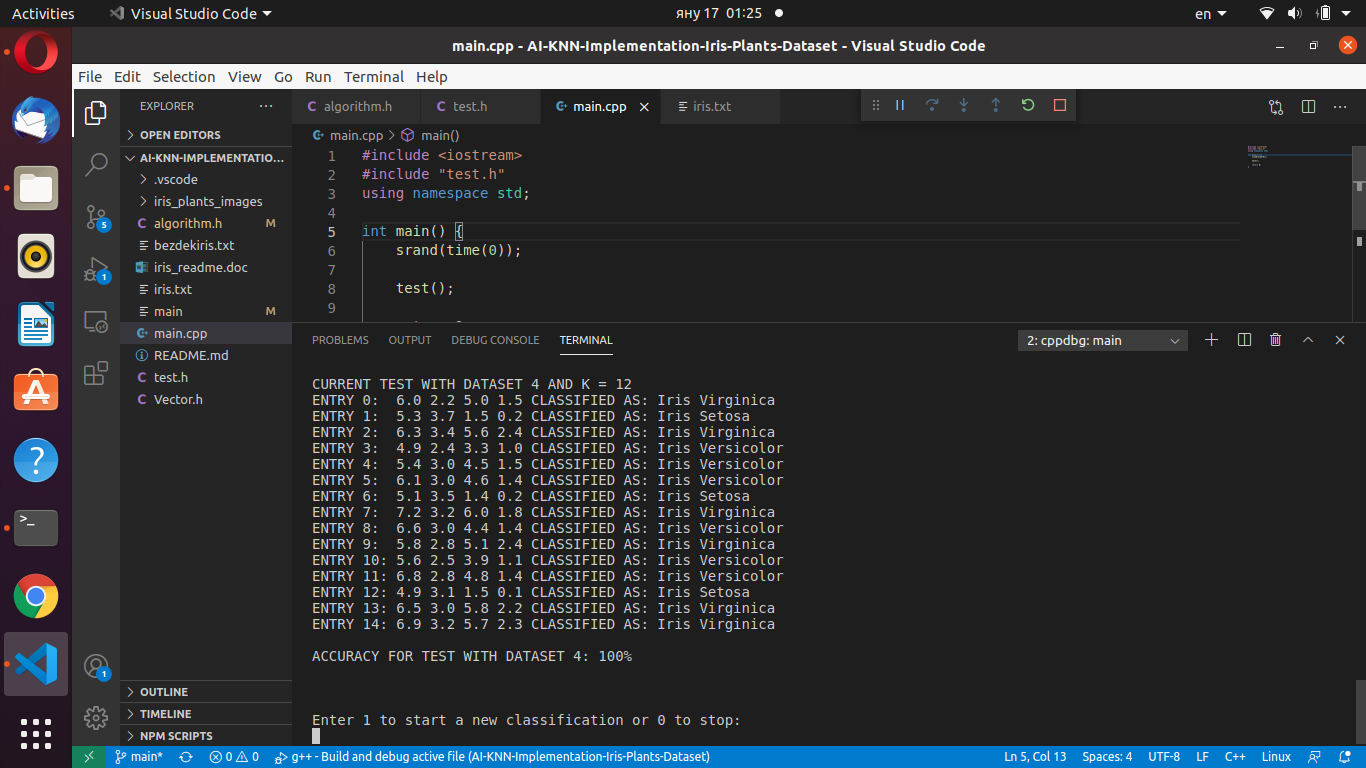 Activities
Visual Studio Code
яну 17 01:25
en
main.cpp - AI-KNN-Implementation-Iris-Plants-Dataset - Visual Studio Code
File Edit Selection View Go Run Terminal Help
EXPLORER
OPEN EDITORS
AI-KNN-IMPLEMENTATIO...
.vscode
iris_plants_images
algorithm.h M
bezdekiris.txt
iris_readme.doc
iris.txt
main M
main.cpp
README.md
test.h
Vector.h
OUTLINE
TIMELINE
NPM SCRIPTS
5
1
1
algorithm.h test.h main.cpp iris.txt
main.cpp > main()
1 #include <iostream>
2 #include "test.h"
3 using namespace std;
4
5 int main() {
6 srand(time(0));
7
8 test();
9
PROBLEMS OUTPUT DEBUG CONSOLE TERMINAL
2: cppdbg: main
CURRENT TEST WITH DATASET 4 AND K = 12
ENTRY 0: 6.0 2.2 5.0 1.5 CLASSIFIED AS: Iris Virginica
ENTRY 1: 5.3 3.7 1.5 0.2 CLASSIFIED AS: Iris Setosa
ENTRY 2: 6.3 3.4 5.6 2.4 CLASSIFIED AS: Iris Virginica
ENTRY 3: 4.9 2.4 3.3 1.0 CLASSIFIED AS: Iris Versicolor
ENTRY 4: 5.4 3.0 4.5 1.5 CLASSIFIED AS: Iris Versicolor
ENTRY 5: 6.1 3.0 4.6 1.4 CLASSIFIED AS: Iris Versicolor
ENTRY 6: 5.1 3.5 1.4 0.2 CLASSIFIED AS: Iris Setosa
ENTRY 7: 7.2 3.2 6.0 1.8 CLASSIFIED AS: Iris Virginica
ENTRY 8: 6.6 3.0 4.4 1.4 CLASSIFIED AS: Iris Versicolor
ENTRY 9: 5.8 2.8 5.1 2.4 CLASSIFIED AS: Iris Virginica
ENTRY 10: 5.6 2.5 3.9 1.1 CLASSIFIED AS: Iris Versicolor
ENTRY 11: 6.8 2.8 4.8 1.4 CLASSIFIED AS: Iris Versicolor
ENTRY 12: 4.9 3.1 1.5 0.1 CLASSIFIED AS: Iris Setosa
ENTRY 13: 6.5 3.0 5.8 2.2 CLASSIFIED AS: Iris Virginica
ENTRY 14: 6.9 3.2 5.7 2.3 CLASSIFIED AS: Iris Virginica
ACCURACY FOR TEST WITH DATASET 4: 100%
Enter 1 to start a new classification or 0 to stop:
main* 0 0 g++ - Build and debug active file (AI-KNN-Implementation-Iris-Plants-Dataset) Ln 5, Col 13 Spaces: 4 UTF-8 LF C++ Linux